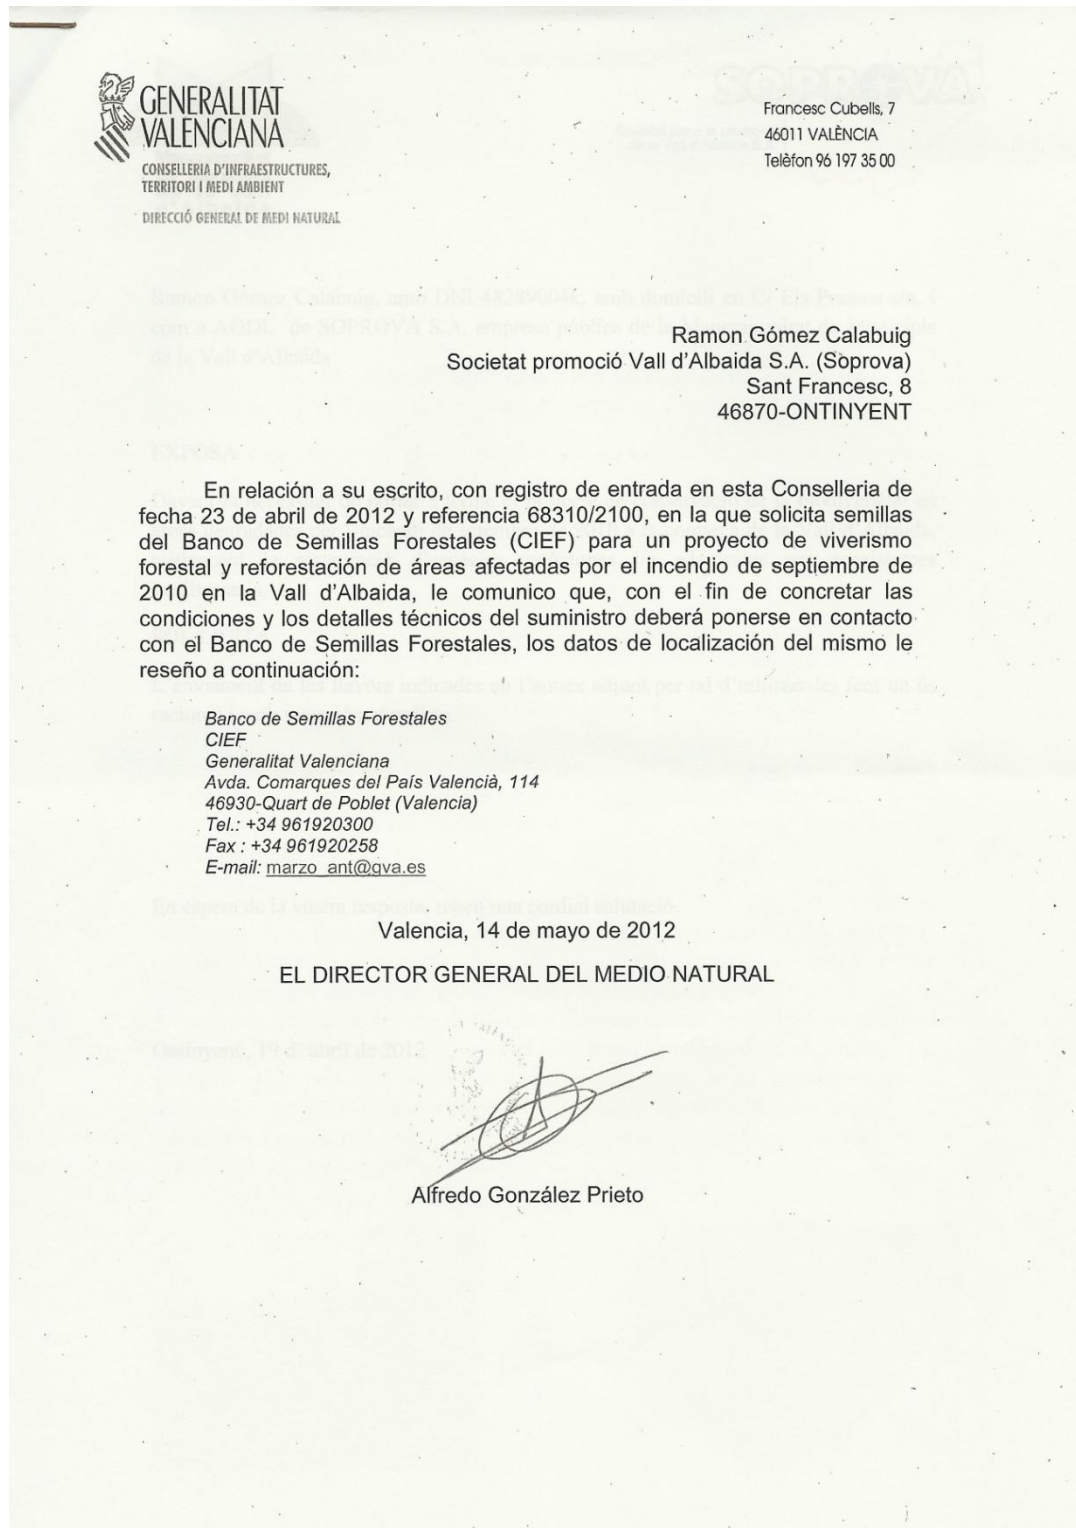 GENERALITAT
VALENCIANA
CONSELLERIA D'INFRAESTRUCTURES,
TERRITORI I MEDI AMBIENT
DIRECCIÓ GENERAL DE MEDI NATURAL
Francesc Cubells, 7
46011 VALÈNCIA
Telèfon 96 197 35 00
Ramon Gómez Calabuig
Societat promoció Vall d'Albaida S.A. (Soprova)
Sant Francesc, 8
46870-ONTINYENT
En relación a su escrito, con registro de entrada en esta Conselleria de
fecha 23 de abril de 2012 y referencia 68310/2100, en la que solicita semillas
del Banco de Semillas Forestales (CIEF) para un proyecto de viverismo
forestal y reforestación de áreas afectadas por el incendio de septiembre de
2010 en la Vall d'Albaida, le comunico que, con el fin de concretar las
condiciones y los detalles técnicos del suministro deberá ponerse en contacto
con el Banco de Semillas Forestales, los datos de localización del mismo le
reseño a continuación:
Banco de Semillas Forestales
CIEF
Generalitat Valenciana
Avda. Comarques del País Valencià, 114
46930-Quart de Poblet (Valencia)
Tel.: +34 961920300
Fax : +34 961920258
E-mail: marzo_ant@gva.es
Valencia, 14 de mayo de 2012
EL DIRECTOR GENERAL DEL MEDIO NATURAL
Alfredo González Prieto